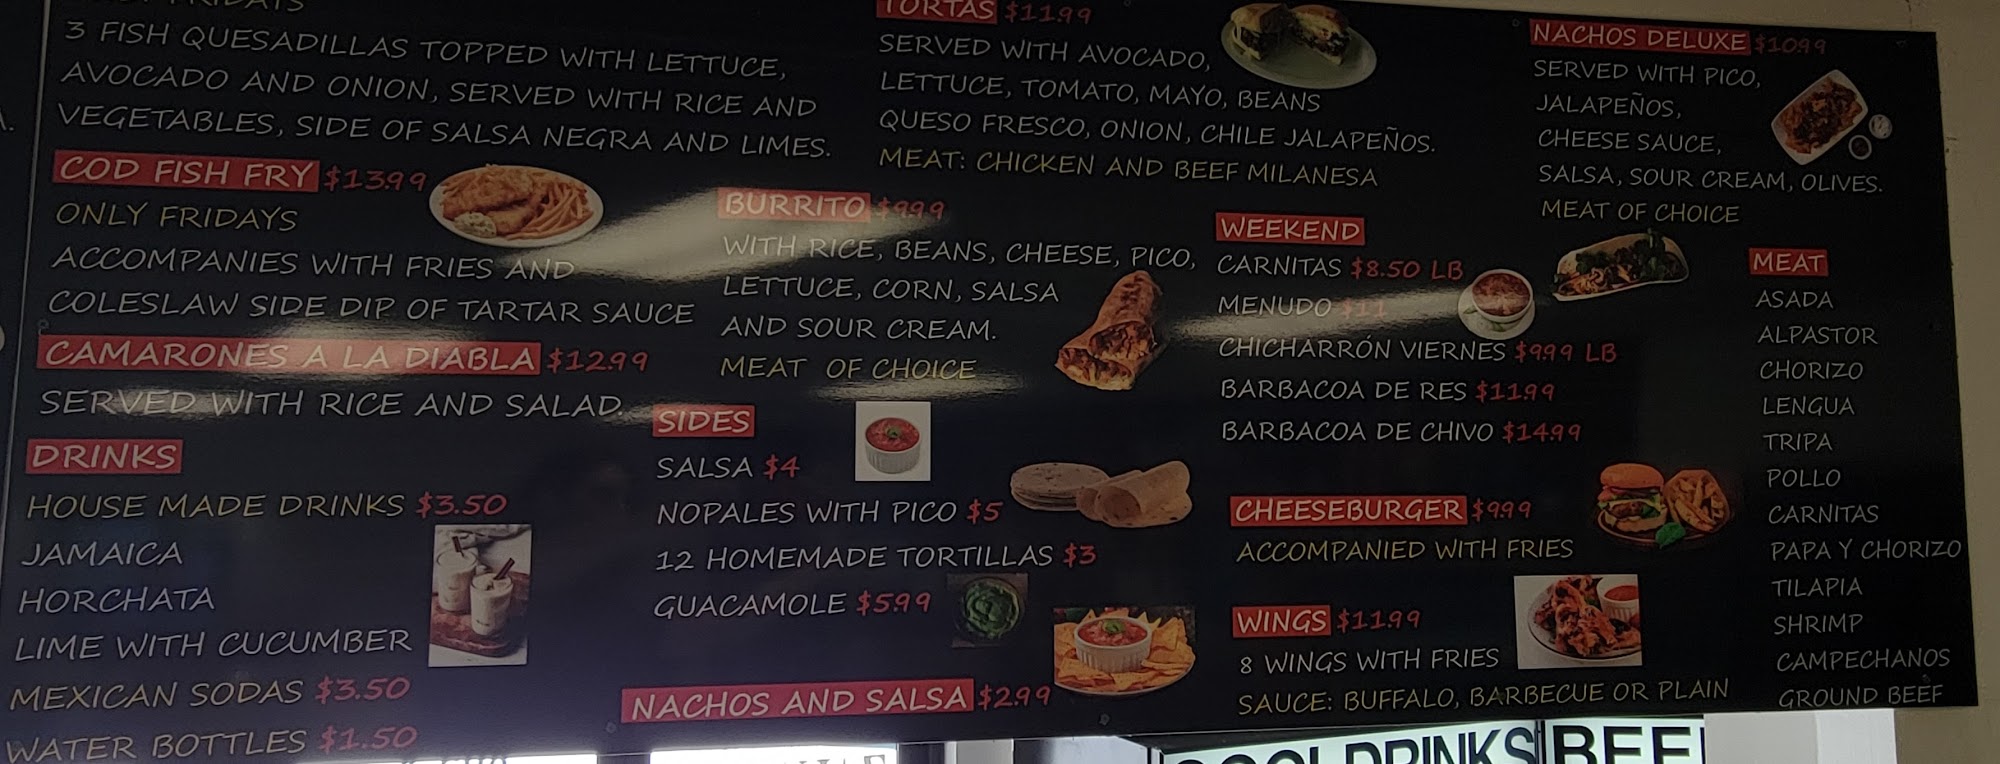 FRIDAYS
3 FISH QUESADILLAS TOPPED WITH LETTUCE,
AVOCADO AND ONION, SERVED WITH RICE AND
VEGETABLES, SIDE OF SALSA NEGRA AND LIMES.
COD FISH FRY $13.99
ONLY FRIDAYS
ACCOMPANIES WITH FRIES AND
COLESLAW SIDE DIP OF TARTAR SAUCE
CAMARONES A LA DIABLA $12.99
SERVED WITH RICE AND SALAD.
DRINKS
HOUSE MADE DRINKS $3.50
JAMAICA
HORCHATA
LIME WITH CUCUMBER
MEXICAN SODAS $3.50
WATER BOTTLES $1.50
TORTAS $11.99
SERVED WITH AVOCADO,
LETTUCE, TOMATO, MAYO, BEANS
QUESO FRESCO, ONION, CHILE JALAPEÑOS.
MEAT: CHICKEN AND BEEF MILANESA
BURRITO $9.99
WITH RICE, BEANS, CHEESE, PICO,
LETTUCE, CORN, SALSA
AND SOUR CREAM.
MEAT OF CHOICE
SIDES
SALSA $4
NOPALES WITH PICO $5
12 HOMEMADE TORTILLAS $3
GUACAMOLE $5.99
NACHOS AND SALSA $2.99
WEEKEND
CARNITAS $8.50 LB
MENUDO $11
CHICHARRÓN VIERNES $9.99 LB
BARBACOA DE RES $11.99
BARBACOA DE CHIVO $14.99
CHEESEBURGER $9.99
ACCOMPANIED WITH FRIES
WINGS $11.99
8 WINGS WITH FRIES
SAUCE: BUFFALO, BARBECUE OR PLAIN
NACHOS DELUXE $10.99
SERVED WITH PICO,
JALAPEÑOS,
CHEESE SAUCE,
SALSA, SOUR CREAM, OLIVES.
MEAT OF CHOICE
MEAT
ASADA
ALPASTOR
CHORIZO
LENGUA
TRIPA
POLLO
CARNITAS
PAPA Y CHORIZO
TILAPIA
SHRIMP
CAMPECHANOS
GROUND BEEF
DRINKS